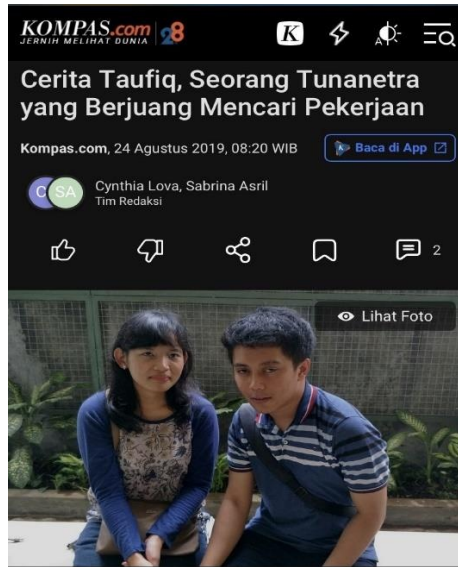 KOMPAS.com 28
JERNIH MELIHAT DUNIA
K
A
Cerita Taufiq, Seorang Tunanetra
yang Berjuang Mencari Pekerjaan
Kompas.com, 24 Agustus 2019, 08:20 WIB
Baca di App
C SA
Cynthia Lova, Sabrina Asril
Tim Redaksi
2
Lihat Foto